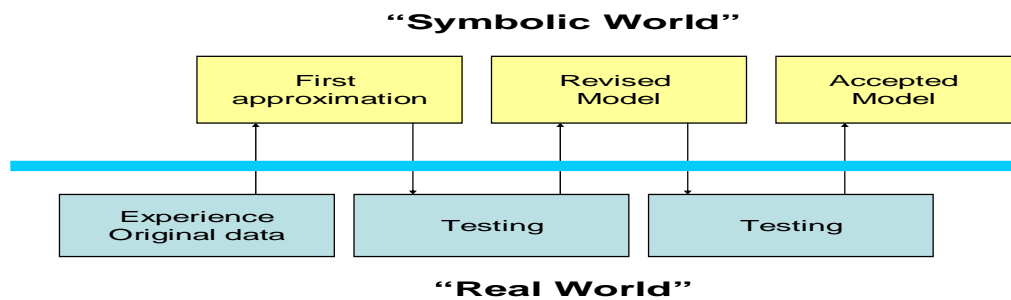 “Symbolic World”
First
approximation
Revised
Model
Accepted
Model
Experience
Original data
Testing
Testing
“Real World”